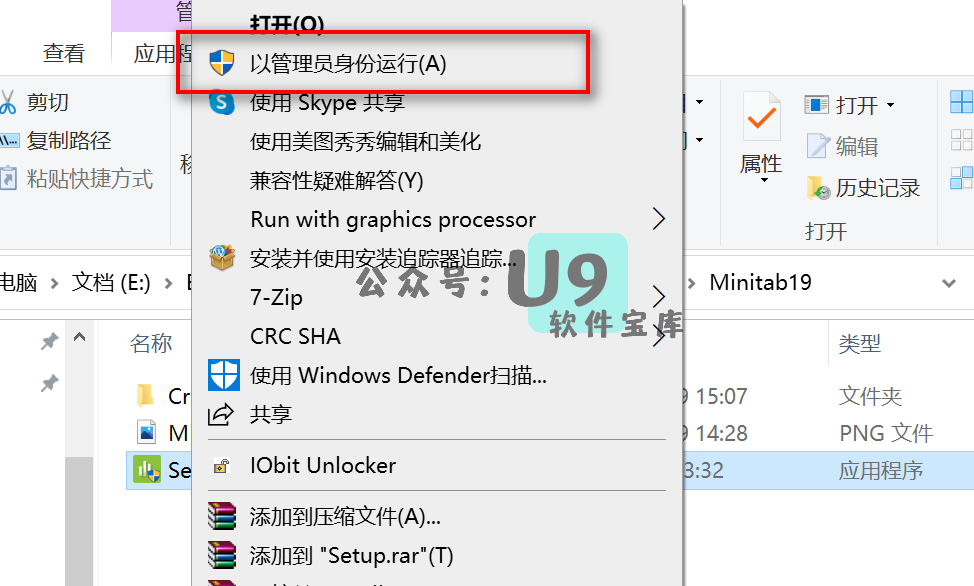 管
查看
应用程
剪切
复制路径
粘贴快捷方式
移
打开(O)
以管理员身份运行(A)
使用 Skype 共享
使用美图秀秀编辑和美化
兼容性疑难解答(Y)
Run with graphics processor
安装并使用安装追踪器追踪...
7-Zip
CRC SHA
使用 Windows Defender扫描...
共享
IObit Unlocker
添加到压缩文件(A)...
添加到 "Setup.rar"(T)
属性
打开
编辑
历史记录
打开
电脑
文档 (E:)
Minitab19
名称
类型
Cr
9 15:07
文件夹
M
9 14:28
PNG 文件
Se
3:32
应用程序
公众号：U9
软件宝库